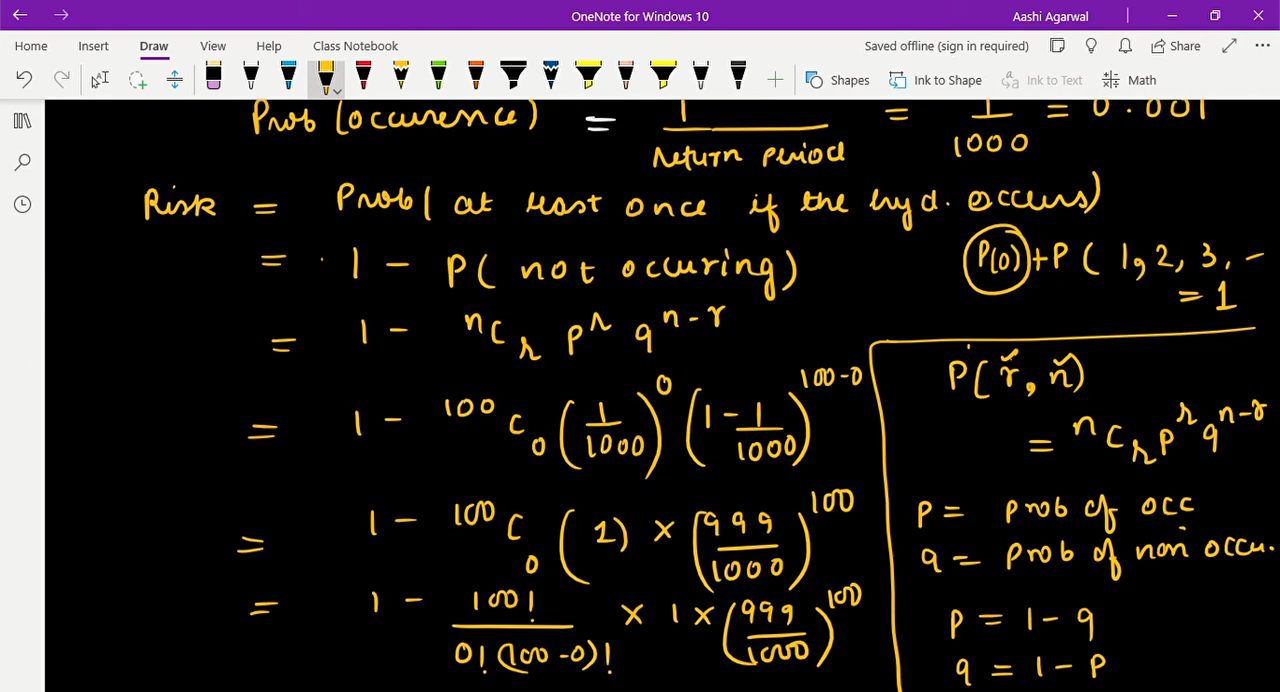 OneNote for Windows 10
Aashi Agarwal
Home Insert Draw View Help Class Notebook
Saved offline (sign in required) Share
Shapes Ink to Shape Ink to Text Math
Prob (occurence) = 1 / Return period = 1 / 1000 = 0.001
Risk = Prob( at least once if the hyd. occurs)
= 1 - P( not occuring)
P(0) + P( 1, 2, 3, -
= 1
= 1 - nCr p^r q^n-r
= 1 - 100C0 (1/1000)^0 (1 - 1/1000)^100-0
= 1 - 100C0 (1) × (999/1000)^100
= 1 - 100! / 0! (100-0)! × 1 × (999/1000)^100
P(r, n)
= nCr p^r q^n-r
p = prob of occ
q = prob of non occu.
p = 1 - q
q = 1 - p